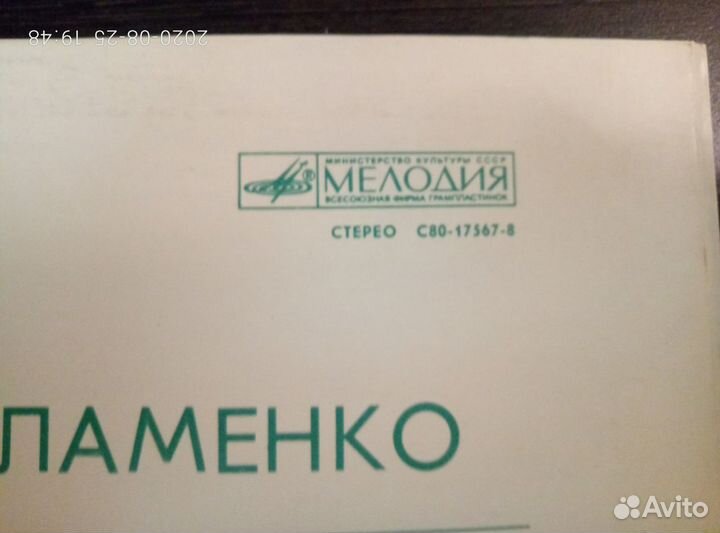 2020-08-25 19:48
МИНИСТЕРСТВО КУЛЬТУРЫ СССР
® МЕЛОДИЯ
ВСЕСОЮЗНАЯ ФИРМА ГРАМПЛАСТИНОК
СТЕРЕО С80-17567-8
ЛАМЕНКО
Avito